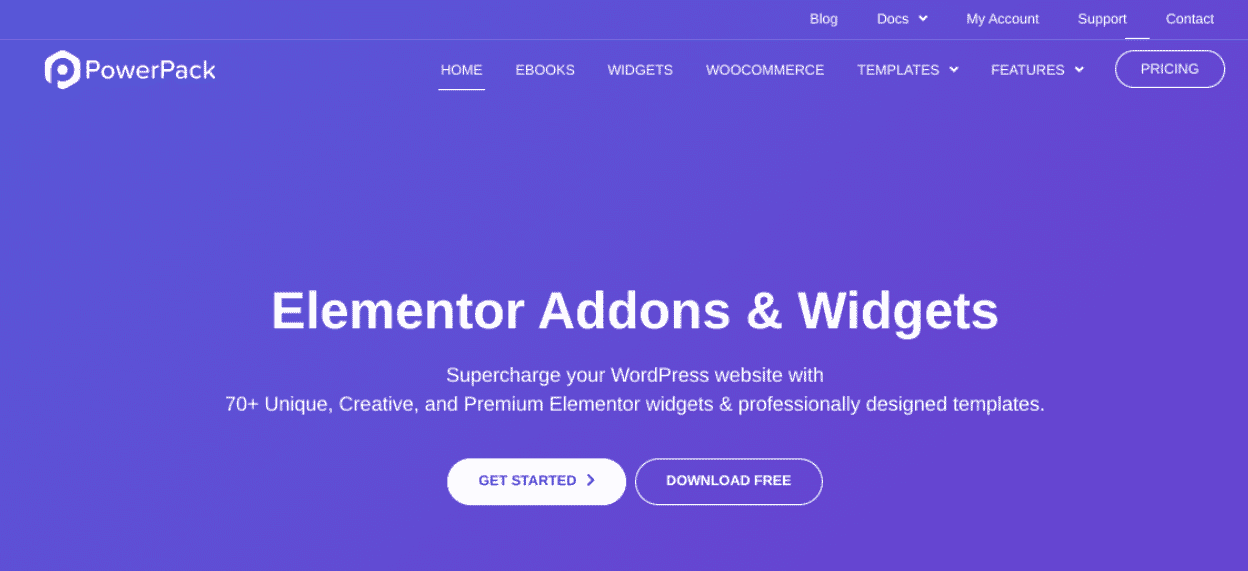 Blog Docs My Account Support Contact
PowerPack HOME EBOOKS WIDGETS WOOCOMMERCE TEMPLATES FEATURES PRICING
Elementor Addons & Widgets
Supercharge your WordPress website with
70+ Unique, Creative, and Premium Elementor widgets & professionally designed templates.
GET STARTED DOWNLOAD FREE